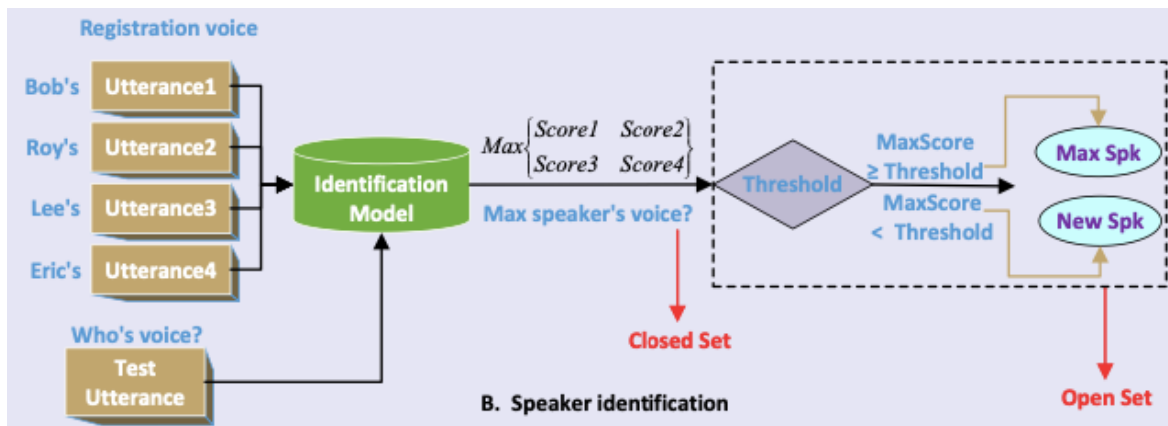 Registration voice
Bob's Utterance1
Roy's Utterance2
Lee's Utterance3
Eric's Utterance4
Who's voice?
Test
Utterance
Identification
Model
Max{Score1 Score2
Score3 Score4}
Max speaker's voice?
Closed Set
Threshold
MaxScore
≥ Threshold
MaxScore
< Threshold
Max Spk
New Spk
Open Set
B. Speaker identification